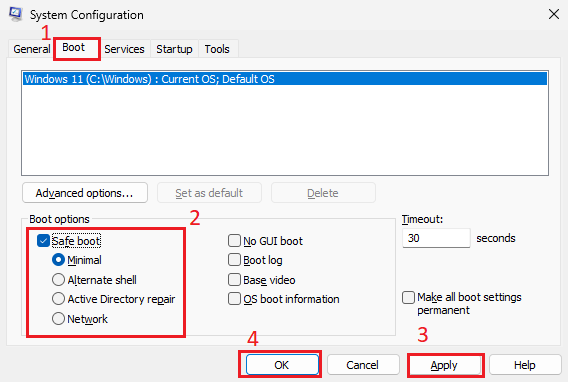 System Configuration
1
General Boot Services Startup Tools
Windows 11 (C:\Windows) : Current OS; Default OS
Advanced options... Set as default Delete
2
Boot options Timeout:
Safe boot No GUI boot 30 seconds
Minimal Boot log
Alternate shell Base video
Active Directory repair OS boot information Make all boot settings
permanent
Network
4 3
OK Cancel Apply Help